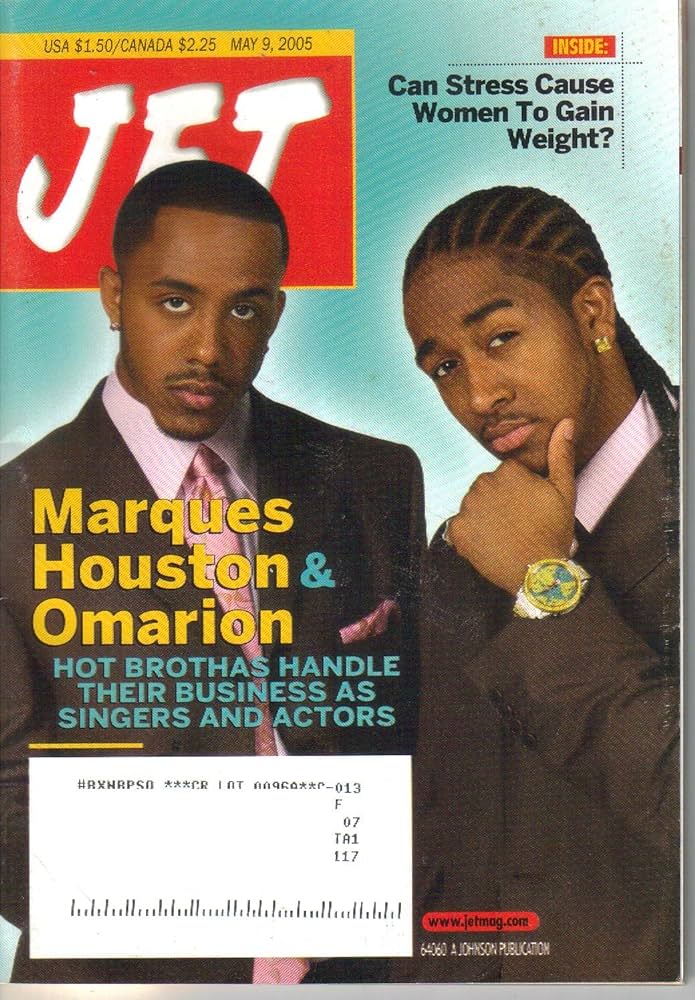 USA $1.50/CANADA $2.25 MAY 9, 2005
JET
INSIDE:
Can Stress Cause
Women To Gain
Weight?
Marques
Houston &
Omarion
HOT BROTHAS HANDLE
THEIR BUSINESS AS
SINGERS AND ACTORS
#BXNBPSO ***CR LOT 0096A**C-013
F
07
TA1
117
www.jetmag.com
64060 A JOHNSON PUBLICATION